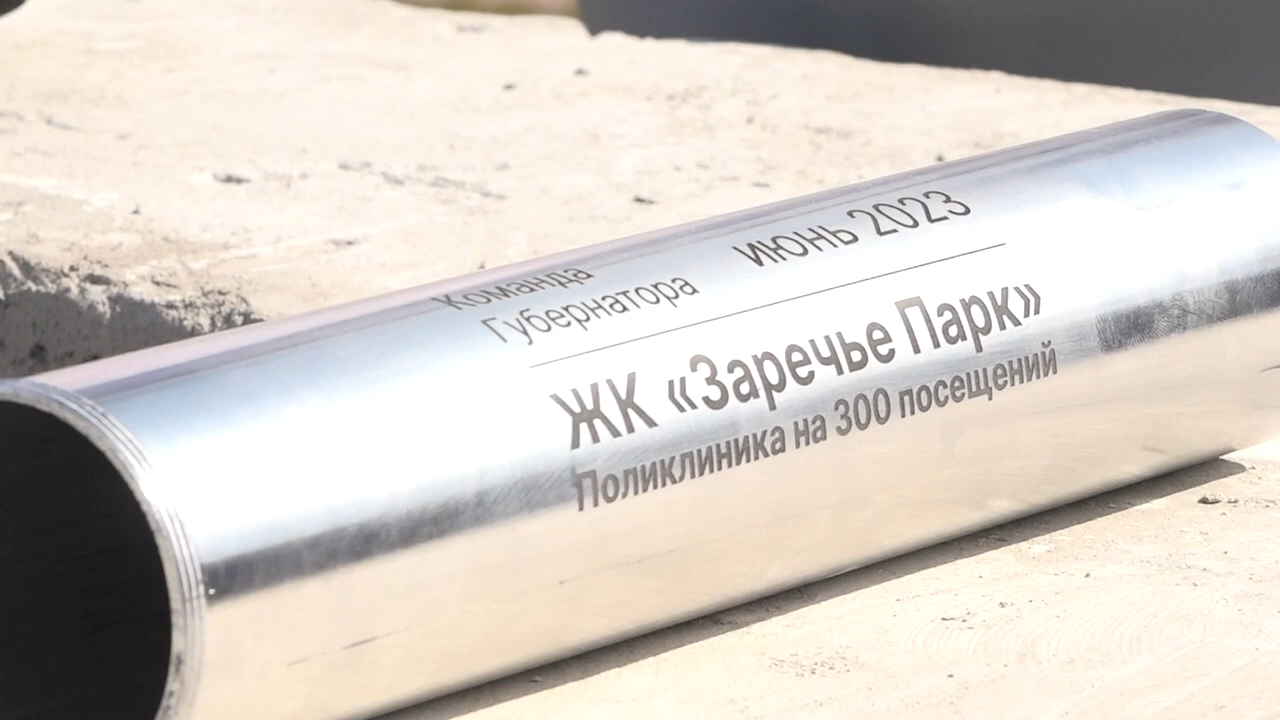 Команда
Губернатора
июнь 2023
ЖК «Заречье Парк»
Поликлиника на 300 посещений